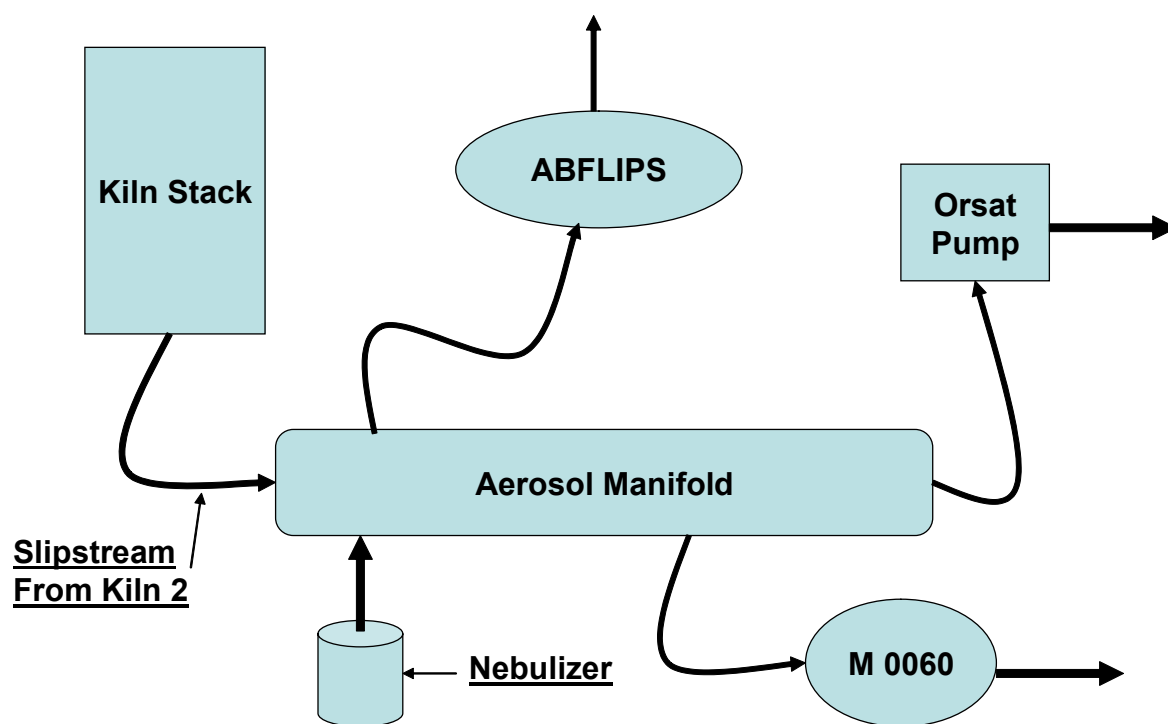 Kiln Stack
ABFLIPS
Orsat
Pump
Aerosol Manifold
Slipstream
From Kiln 2
Nebulizer
M 0060